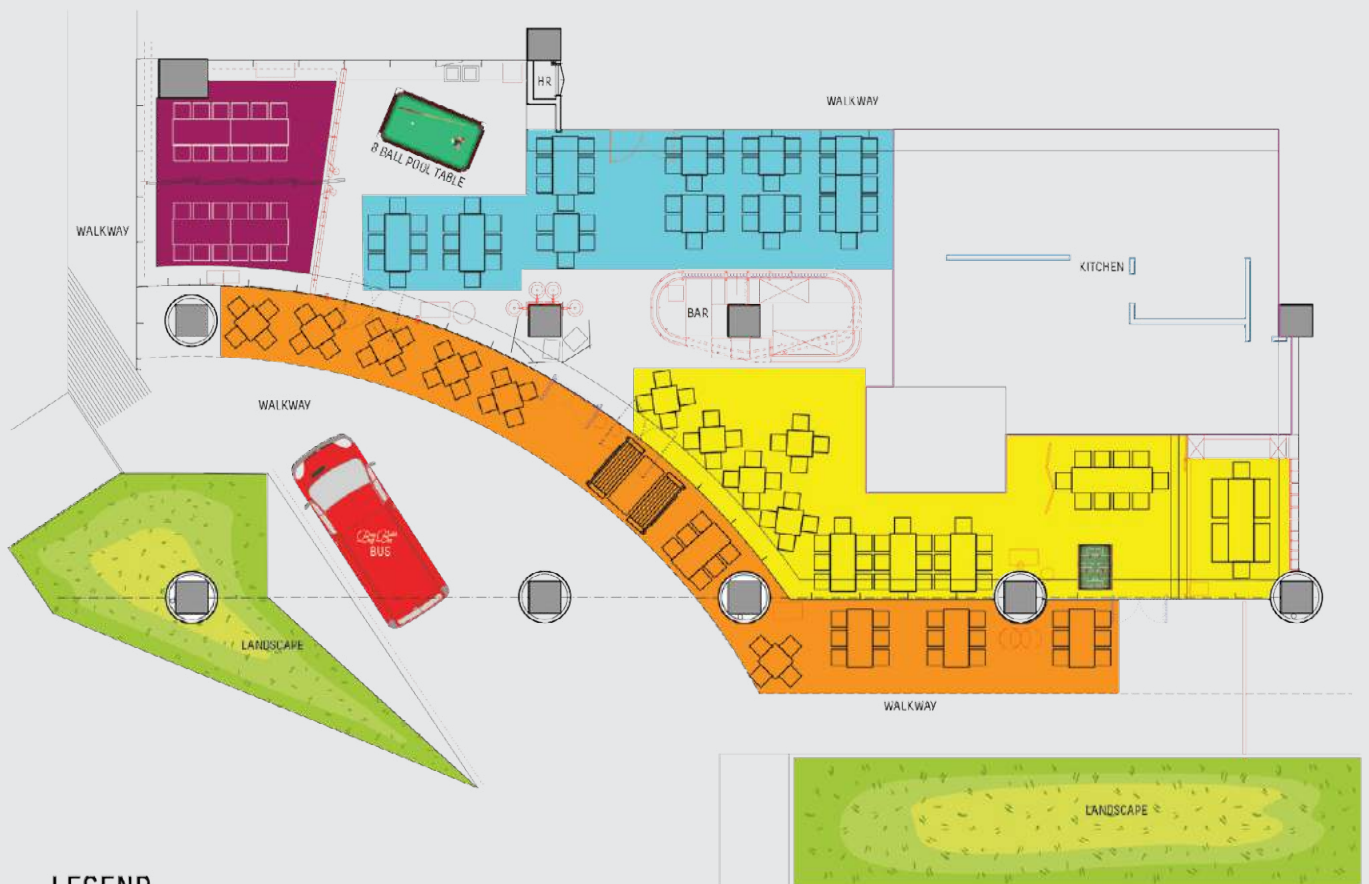 HR
WALKWAY
8 BALL POOL TABLE
WALKWAY
KITCHEN
BAR
WALKWAY
BUS
LANDSCAPE
WALKWAY
LANDSCAPE
LEGEND